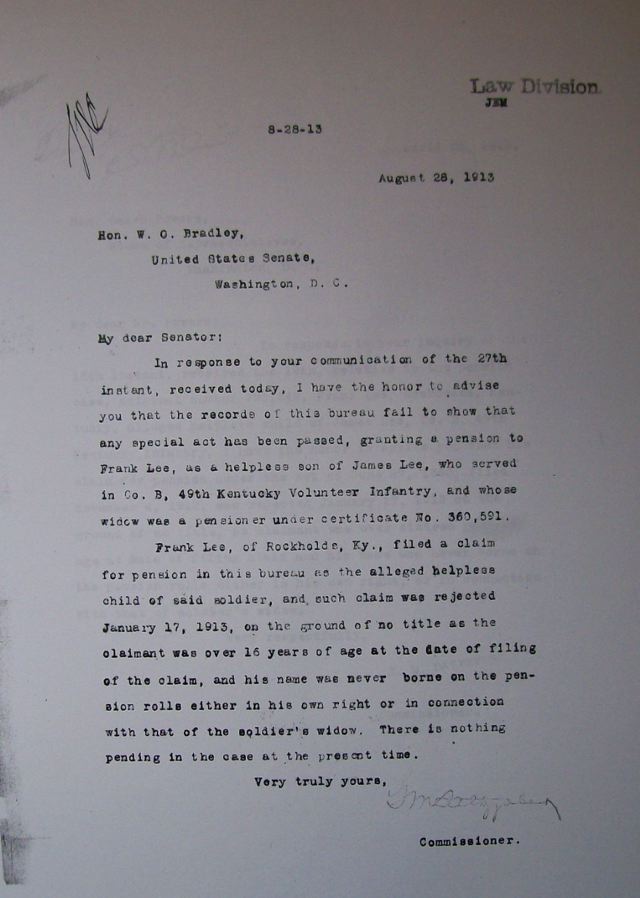 Law Division.
JEM
8-28-13
August 28, 1913
Hon. W. O. Bradley,
United States Senate,
Washington, D. C.
My dear Senator:
In response to your communication of the 27th
instant, received today, I have the honor to advise
you that the records of this bureau fail to show that
any special act has been passed, granting a pension to
Frank Lee, as a helpless son of James Lee, who served
in Co. B, 49th Kentucky Volunteer Infantry, and whose
widow was a pensioner under certificate No. 360,591.
Frank Lee, of Rockholds, Ky., filed a claim
for pension in this bureau as the alleged helpless
child of said soldier, and such claim was rejected
January 17, 1913, on the ground of no title as the
claimant was over 16 years of age at the date of filing
of the claim, and his name was never borne on the pen-
sion rolls either in his own right or in connection
with that of the soldier's widow. There is nothing
pending in the case at the present time.
Very truly yours,
Commissioner.